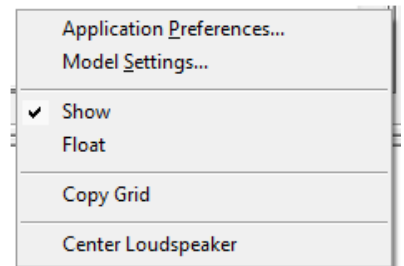 Application Preferences...
Model Settings...
Show
Float
Copy Grid
Center Loudspeaker